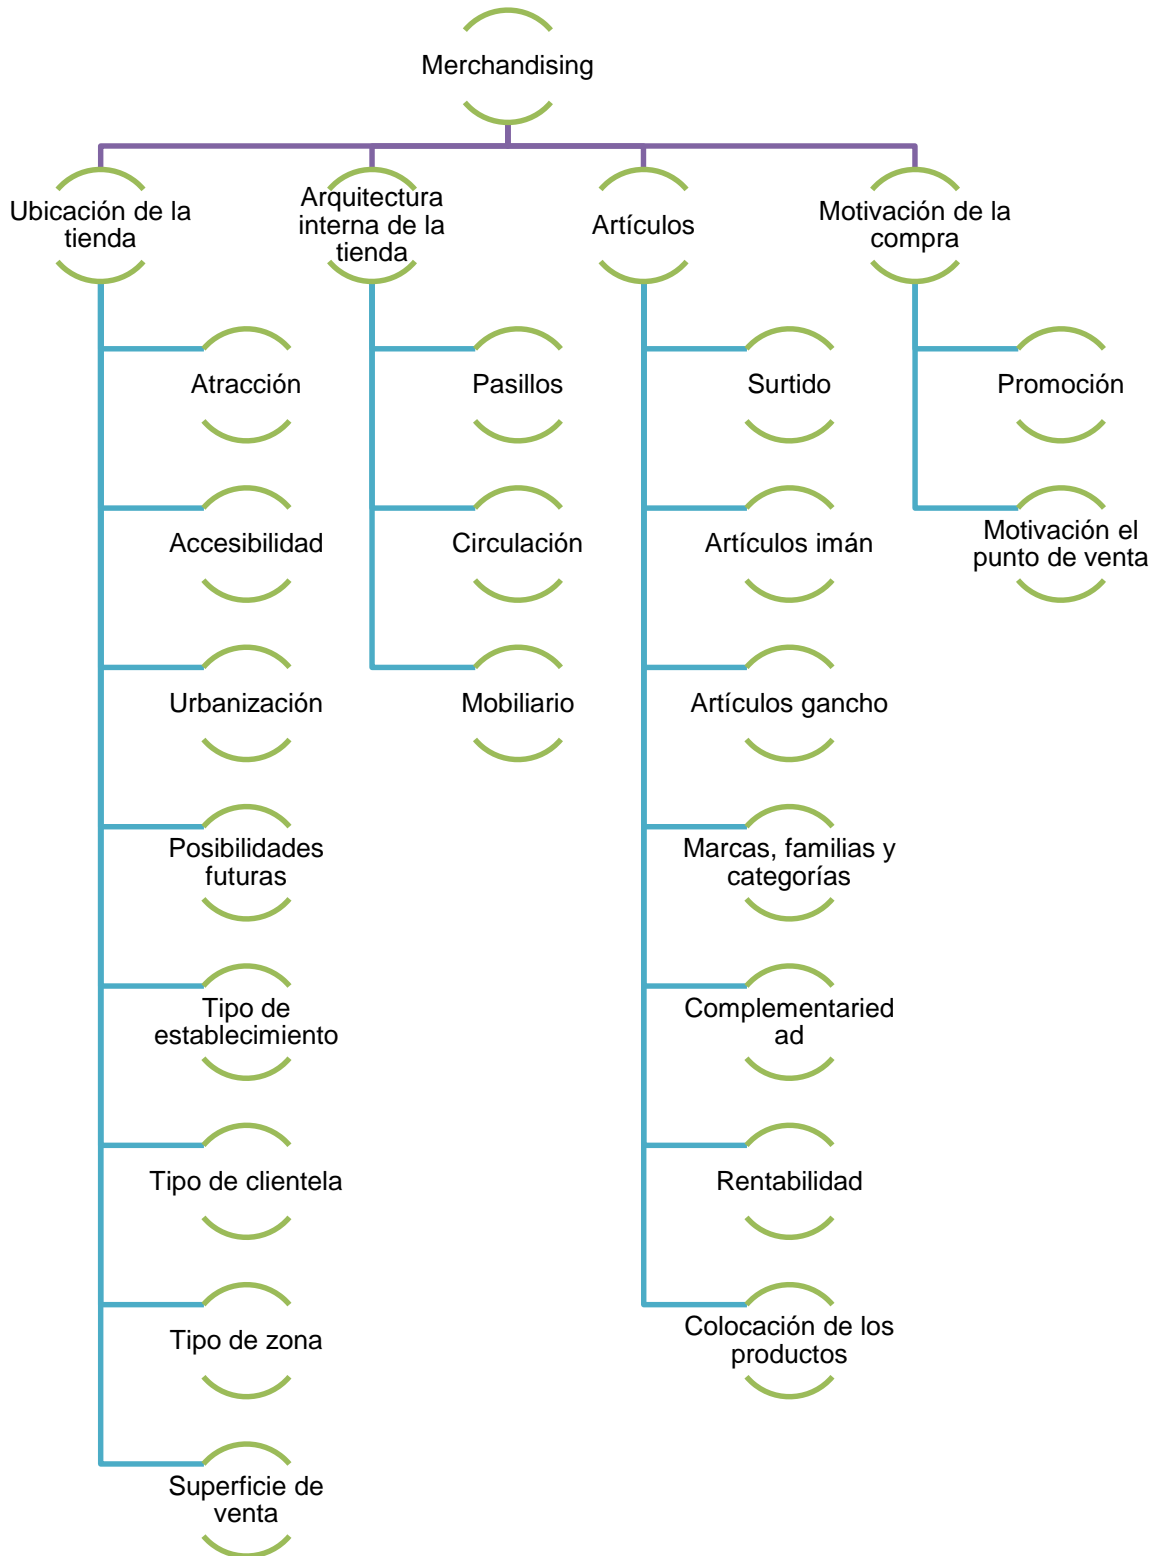 Merchandising
Ubicación de la
tienda
Arquitectura
interna de la
tienda
Artículos
Motivación de la
compra
Atracción
Accesibilidad
Urbanización
Posibilidades
futuras
Tipo de
establecimiento
Tipo de clientela
Tipo de zona
Superficie de
venta
Pasillos
Circulación
Mobiliario
Surtido
Artículos imán
Artículos gancho
Marcas, familias y
categorías
Complementaried
ad
Rentabilidad
Colocación de los
productos
Promoción
Motivación el
punto de venta